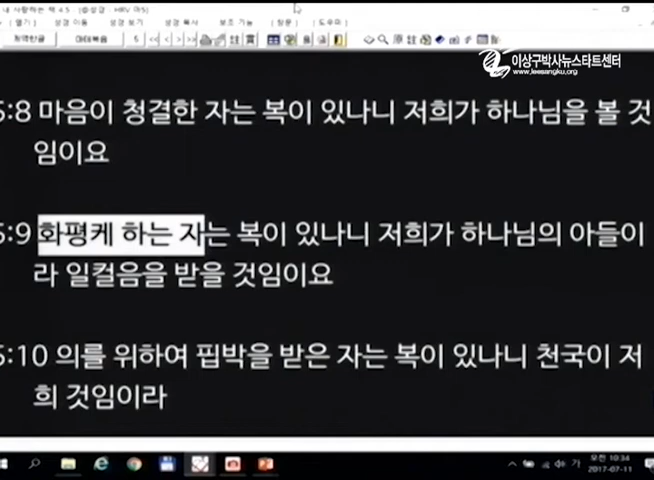 이상구박사뉴스타트센터
www.leesangku.org
5:8 마음이 청결한 자는 복이 있나니 저희가 하나님을 볼 것
임이요
5:9 화평케 하는 자는 복이 있나니 저희가 하나님의 아들이
라 일컬음을 받을 것임이요
5:10 의를 위하여 핍박을 받은 자는 복이 있나니 천국이 저
희 것임이라
오전 10:34
2017-07-11